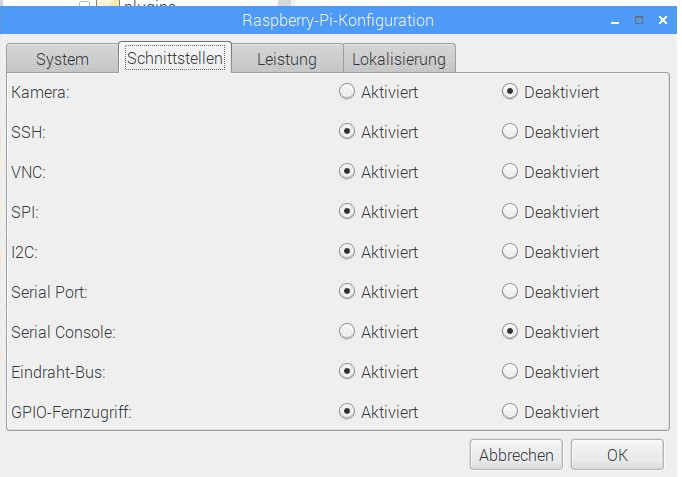 plugins
Raspberry-Pi-Konfiguration
System Schnittstellen Leistung Lokalisierung
Kamera: Aktiviert Deaktiviert
SSH: Aktiviert Deaktiviert
VNC: Aktiviert Deaktiviert
SPI: Aktiviert Deaktiviert
I2C: Aktiviert Deaktiviert
Serial Port: Aktiviert Deaktiviert
Serial Console: Aktiviert Deaktiviert
Eindraht-Bus: Aktiviert Deaktiviert
GPIO-Fernzugriff: Aktiviert Deaktiviert
Abbrechen OK